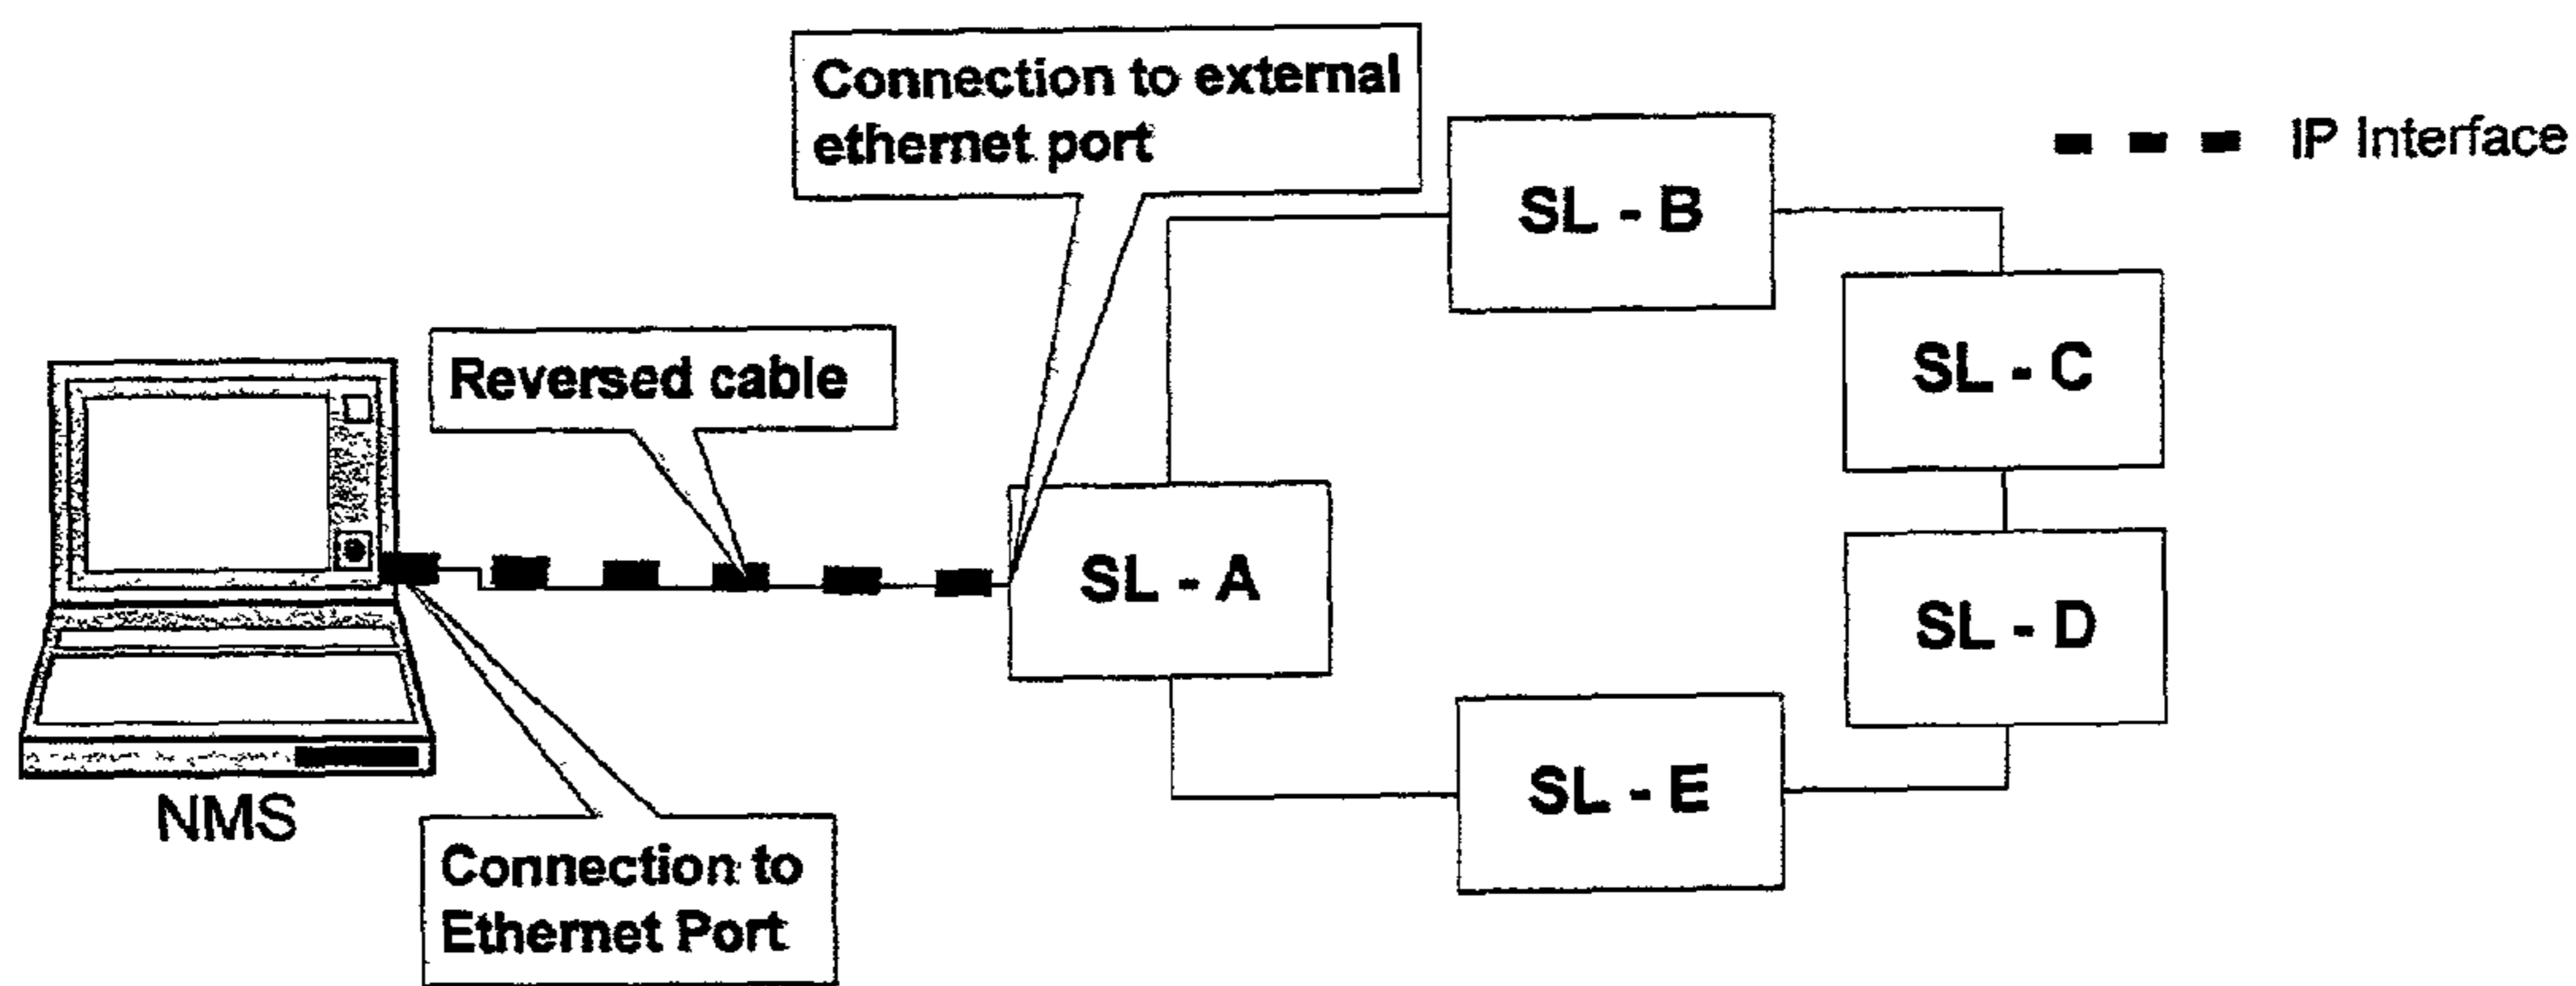 Connection to external
ethernet port
IP Interface
SL - B
SL - C
Reversed cable
SL - A
SL - D
SL - E
NMS
Connection to
Ethernet Port